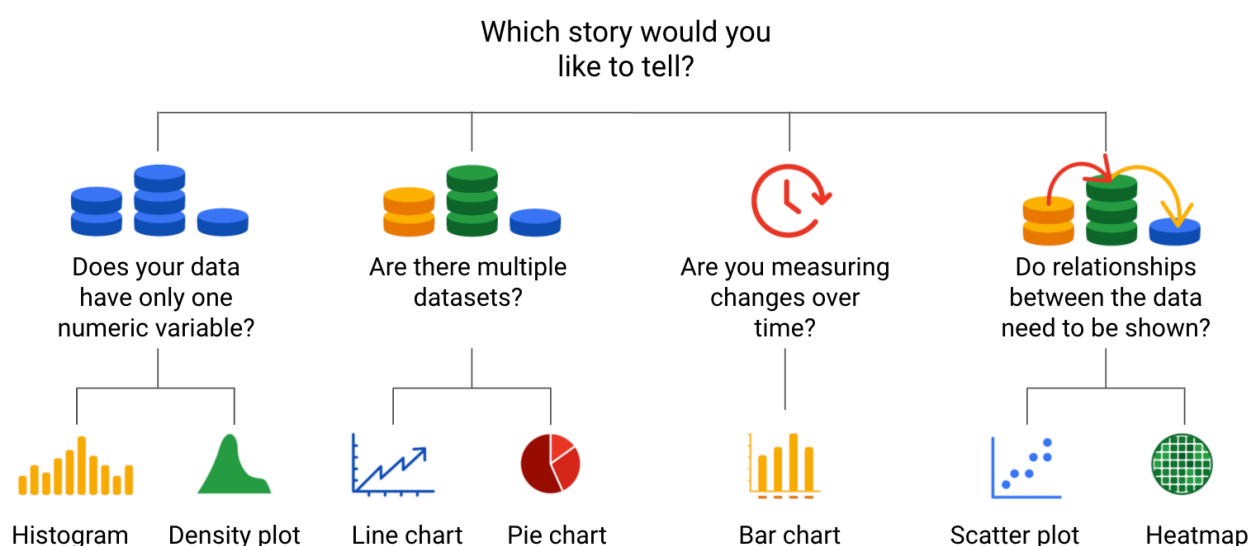 Which story would you
like to tell?
Does your data
have only one
numeric variable?
Are there multiple
datasets?
Are you measuring
changes over
time?
Do relationships
between the data
need to be shown?
Histogram
Density plot
Line chart
Pie chart
Bar chart
Scatter plot
Heatmap